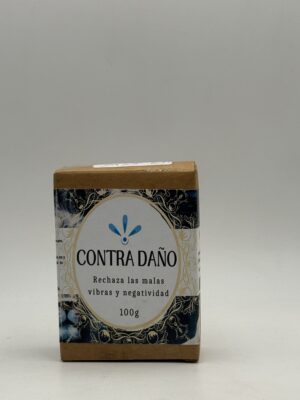 CONTRA DAÑO
Rechaza las malas
vibras y negatividad
100g